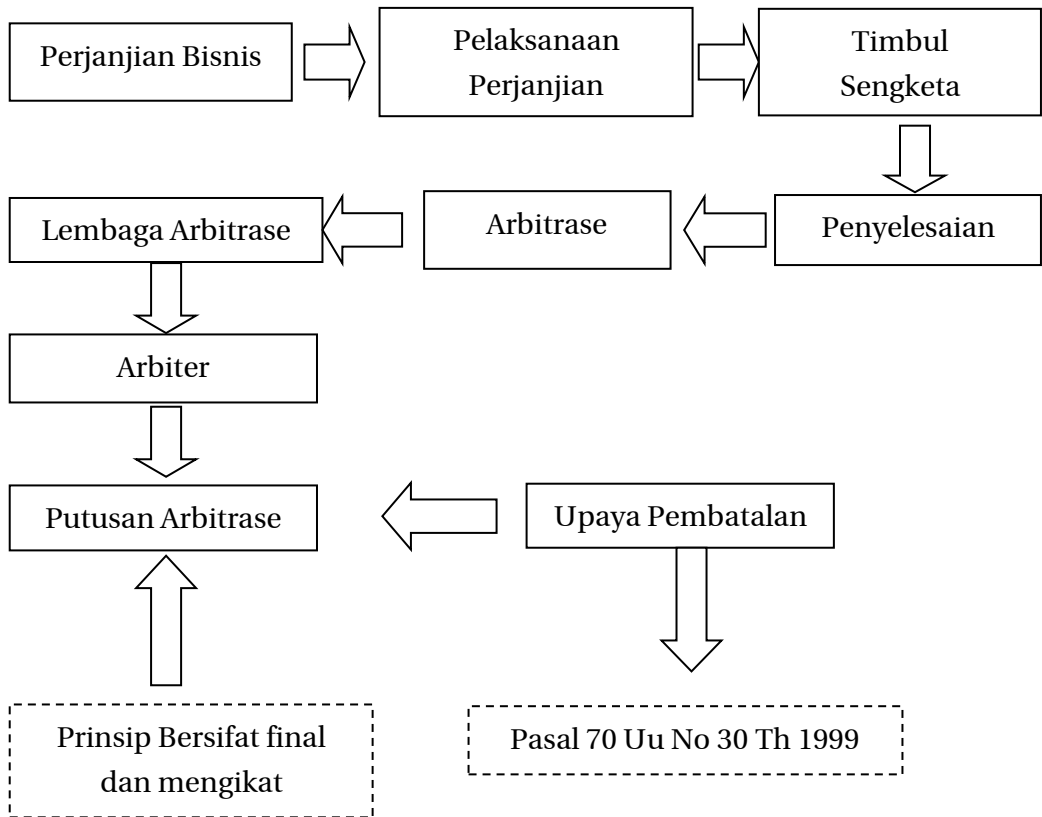 Perjanjian Bisnis
Pelaksanaan
Perjanjian
Timbul
Sengketa
Penyelesaian
Arbitrase
Lembaga Arbitrase
Arbiter
Putusan Arbitrase
Upaya Pembatalan
Prinsip Bersifat final
dan mengikat
Pasal 70 Uu No 30 Th 1999